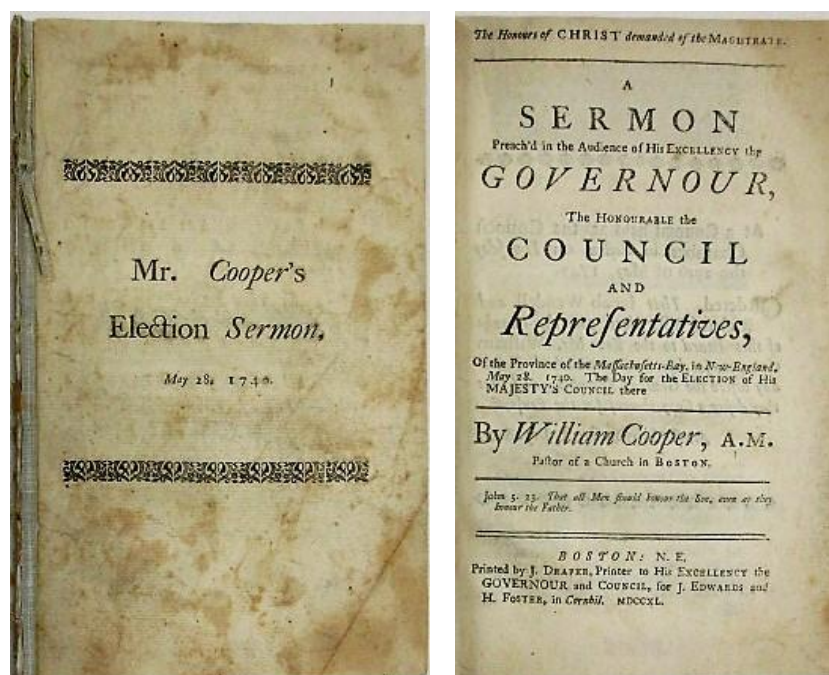 Mr. Cooper's
Election Sermon,
May 28, 1740.
The Honours of CHRIST demanded of the MAGISTRATE.
A
SERMON
Preach'd in the Audience of His EXCELLENCY the
GOVERNOUR,
The HONOURABLE the
COUNCIL
AND
Repreſentatives,
Of the Province of the Maſſachuſetts-Bay, in New-England,
May 28. 1740. The Day for the ELECTION of His
MAJESTY'S COUNCIL there
By William Cooper, A.M.
Paſtor of a Church in BOSTON.
John 5. 23. That all Men ſhould honour the Son, even as they
honour the Father.
BOSTON: N. E.
Printed by J. DRAPER, Printer to His EXCELLENCY the
GOVERNOUR and COUNCIL, for J. EDWARDS and
H. FOSTER, in Cornhil. MDCCXL.